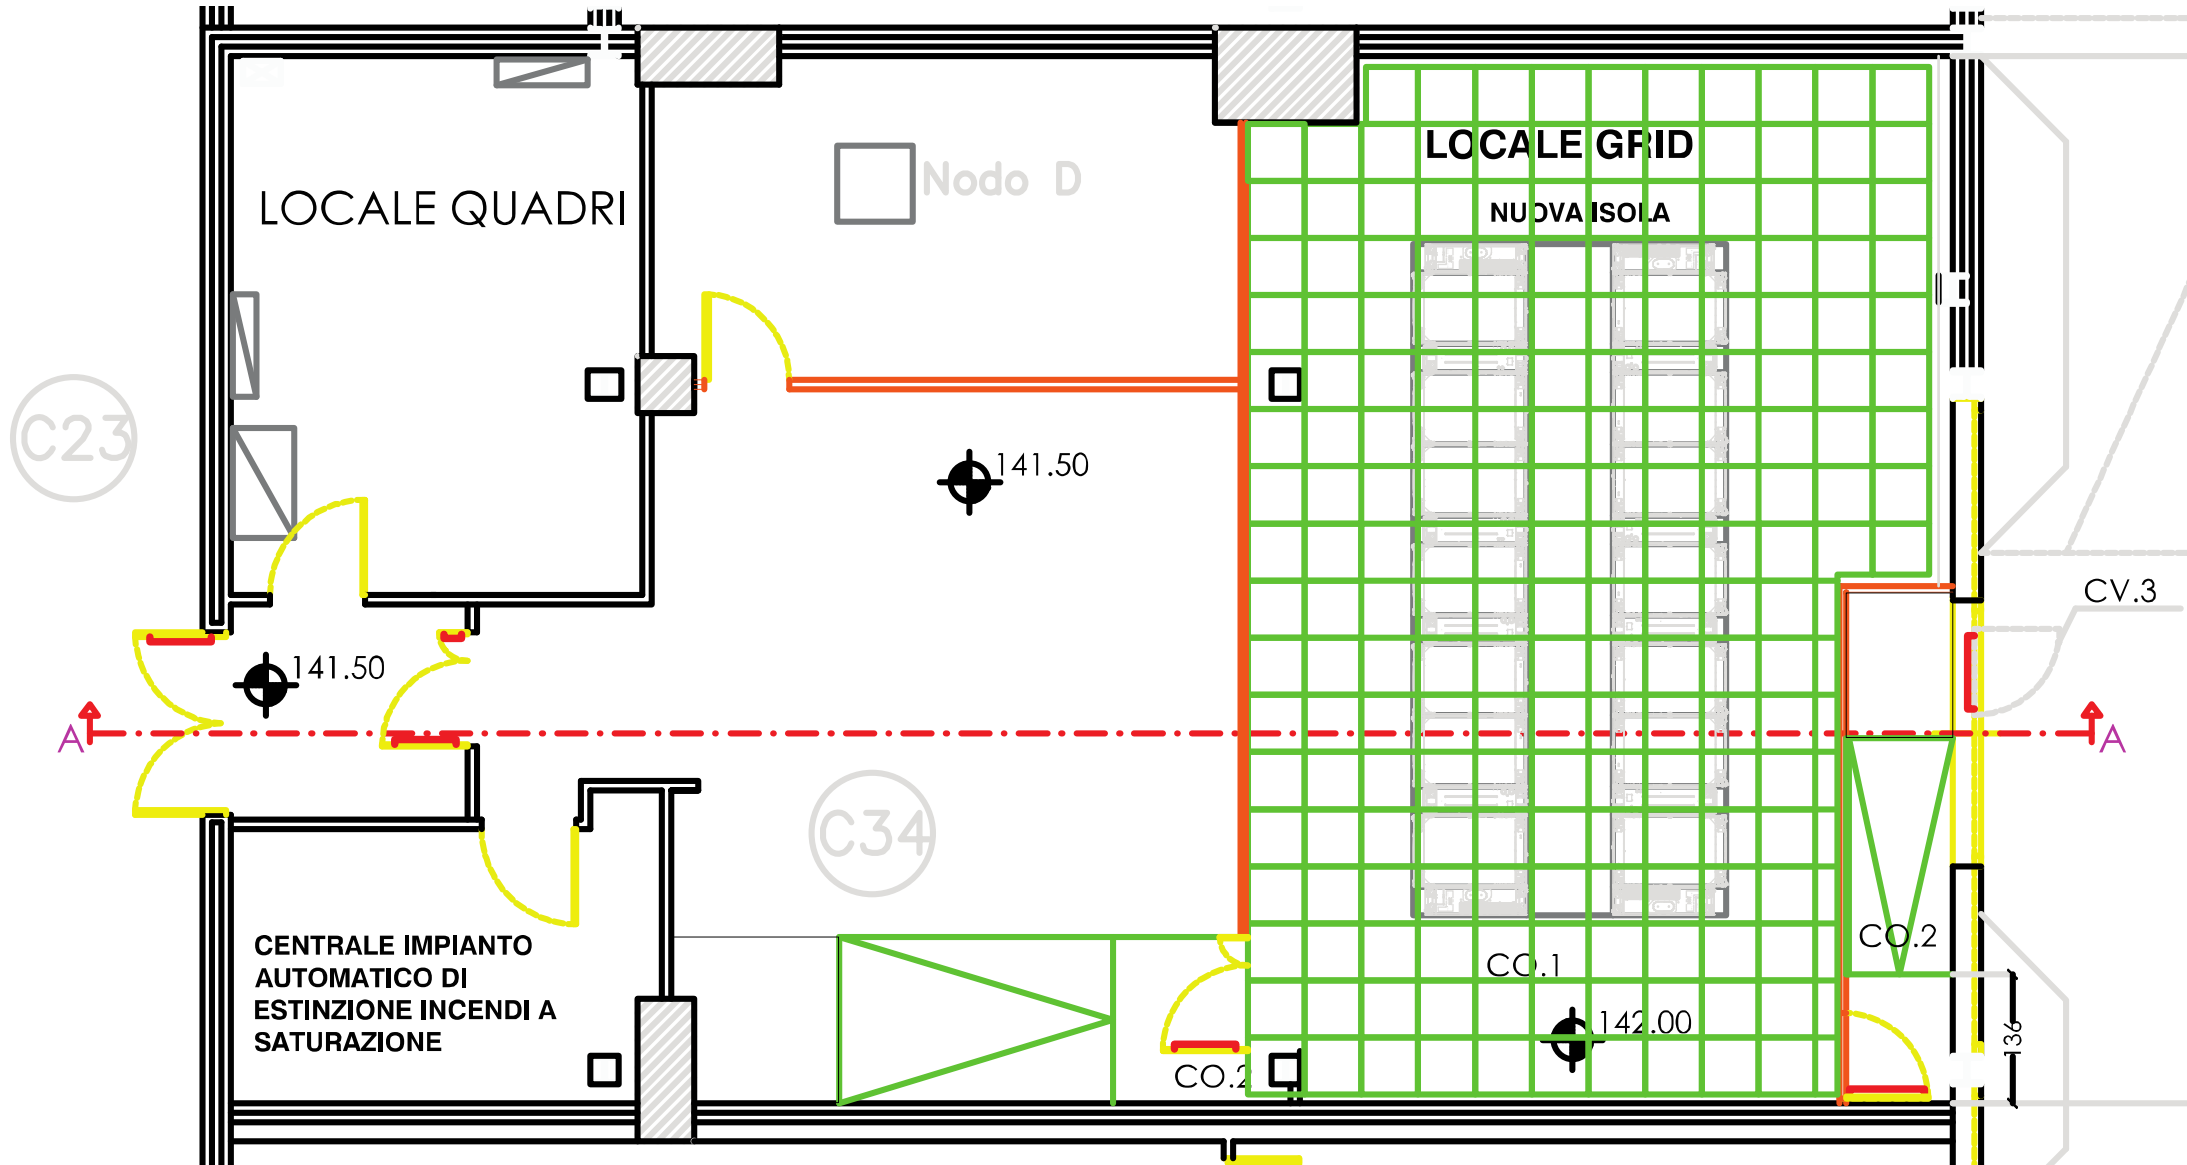 LOCALE GRID
NUOVA ISOLA
Nodo D
LOCALE QUADRI
C23
141.50
CV.3
141.50
A
A
C34
CENTRALE IMPIANTO
AUTOMATICO DI
ESTINZIONE INCENDI A
SATURAZIONE
CO.2
CO.1
142.00
136
CO.2